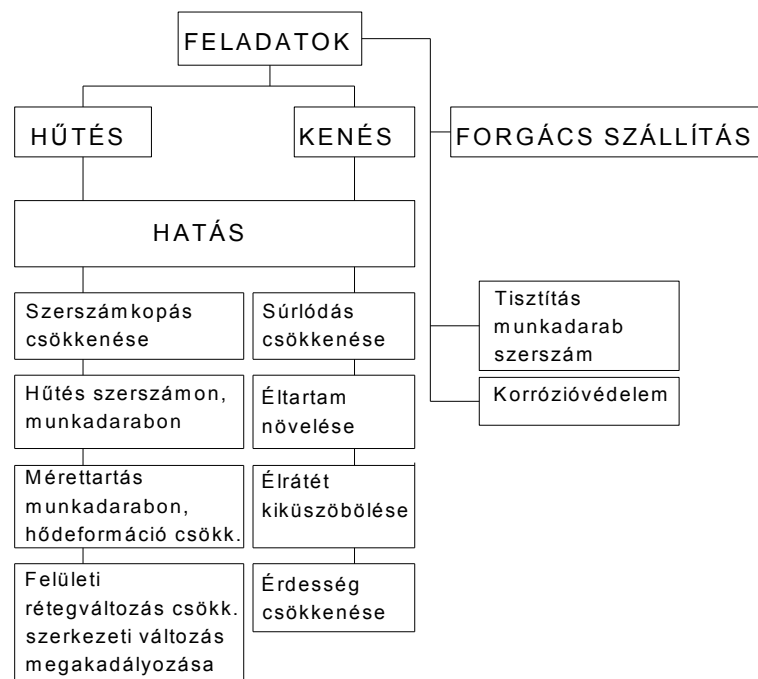 FELADATOK
HŰTÉS
KENÉS
FORGÁCS SZÁLLÍTÁS
HATÁS
Szerszámkopás
csökkenése
Hűtés szerszámon,
munkadarabon
Mérettartás
munkadarabon,
hődeformáció csökk.
Felületi
rétegváltozás csökk.
szerkezeti változás
megakadályozása
Súrlódás
csökkenése
Éltartam
növelése
Élrátét
kiküszöbölése
Érdesség
csökkenése
Tisztítás
munkadarab
szerszám
Korrózióvédelem